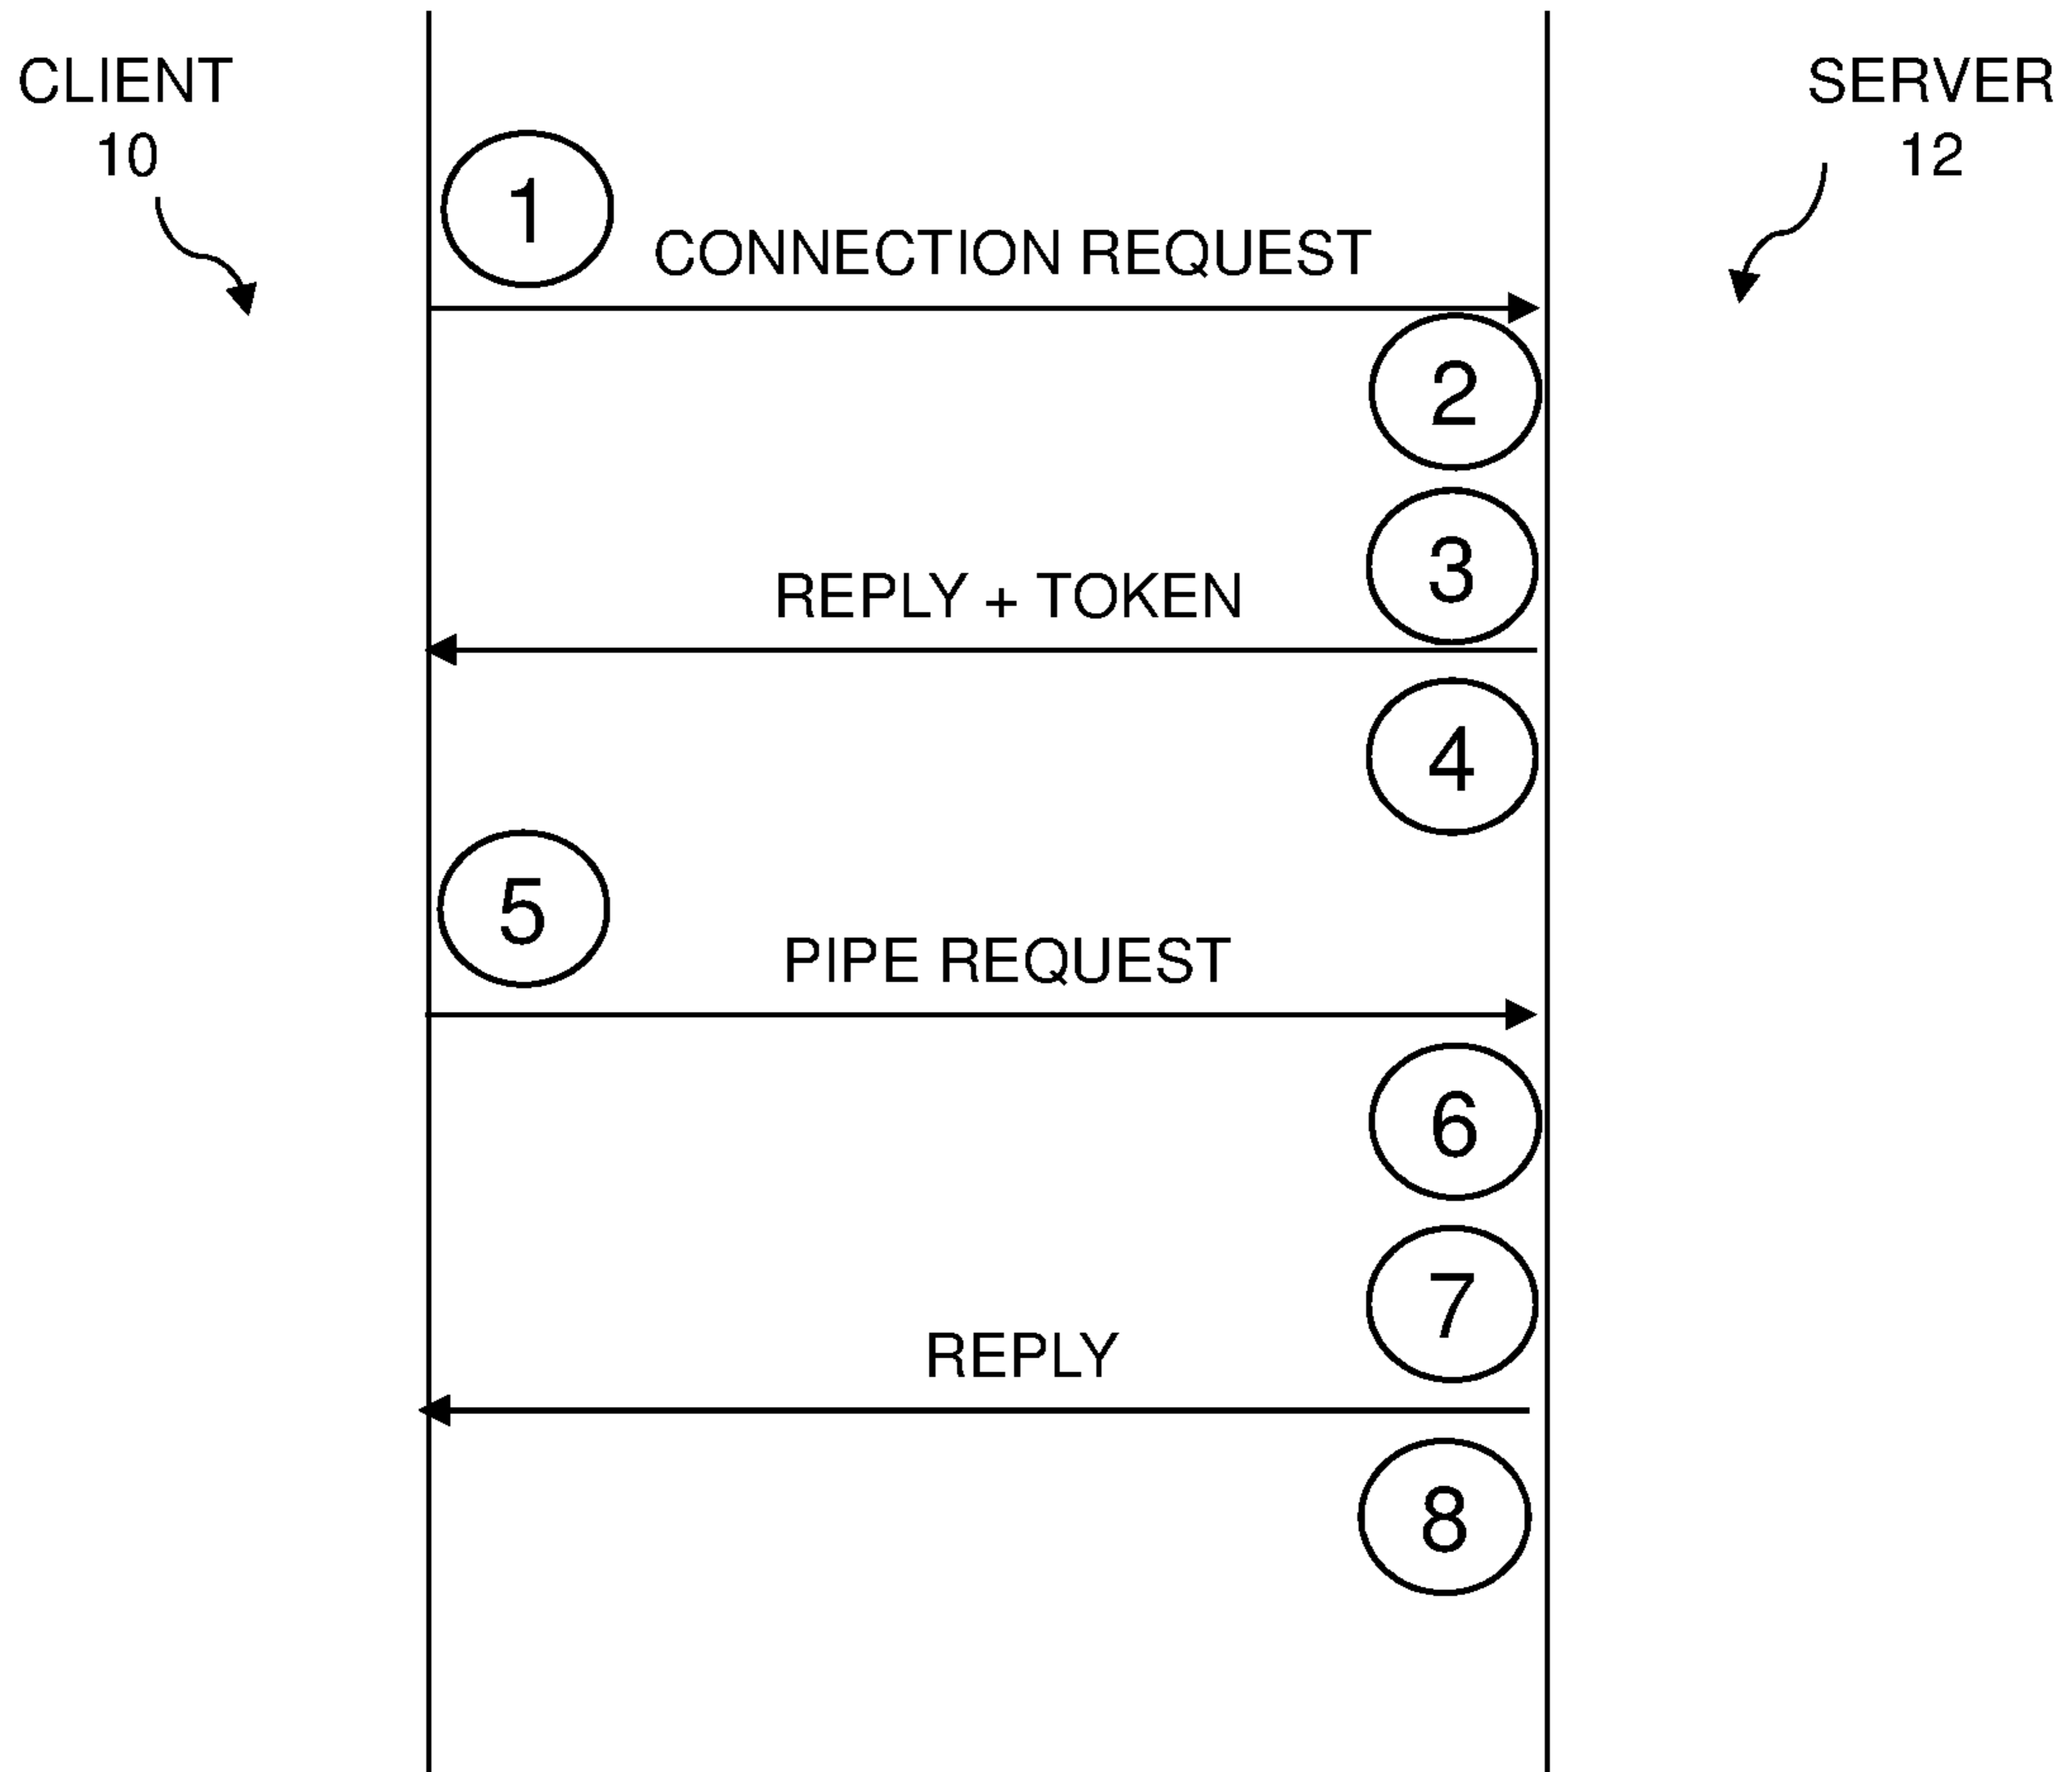 CLIENT
10
SERVER
12
1
CONNECTION REQUEST
2
3
REPLY + TOKEN
4
5
PIPE REQUEST
6
7
REPLY
8